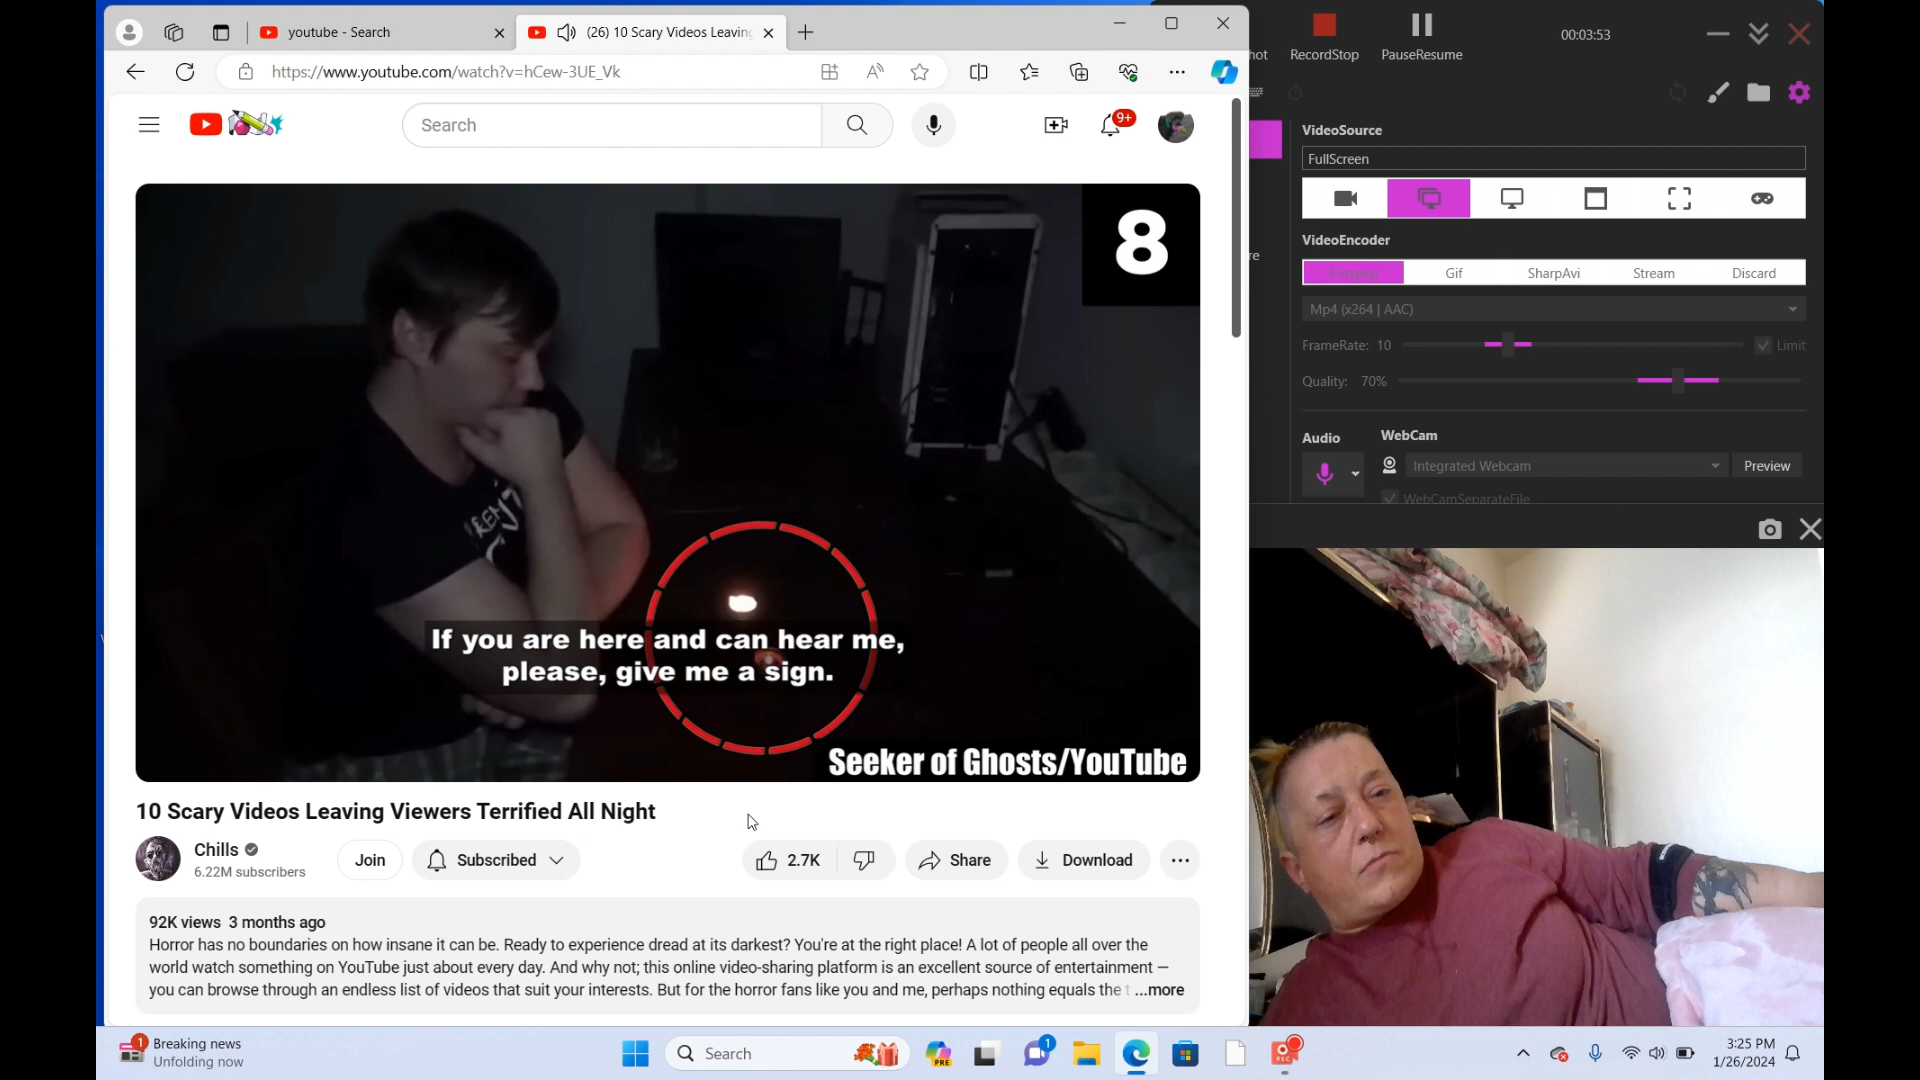 youtube - Search
(26) 10 Scary Videos Leaving
https://www.youtube.com/watch?v=hCew-3UE_Vk
Search
9+
8
If you are here and can hear me,
please, give me a sign.
Seeker of Ghosts/YouTube
10 Scary Videos Leaving Viewers Terrified All Night
Chills
6.22M subscribers
Join
Subscribed
2.7K
Share
Download
92K views 3 months ago
Horror has no boundaries on how insane it can be. Ready to experience dread at its darkest? You're at the right place! A lot of people all over the
world watch something on YouTube just about every day. And why not; this online video-sharing platform is an excellent source of entertainment —
you can browse through an endless list of videos that suit your interests. But for the horror fans like you and me, perhaps nothing equals the t ...more
hot
RecordStop
PauseResume
00:03:53
re
VideoSource
FullScreen
VideoEncoder
Gif
SharpAvi
Stream
Discard
Mp4 (x264 | AAC)
FrameRate: 10
Limit
Quality: 70%
Audio
WebCam
Integrated Webcam
Preview
WebCamSeparateFile
1
Breaking news
Unfolding now
Search
PRE
1
REC
3:25 PM
1/26/2024